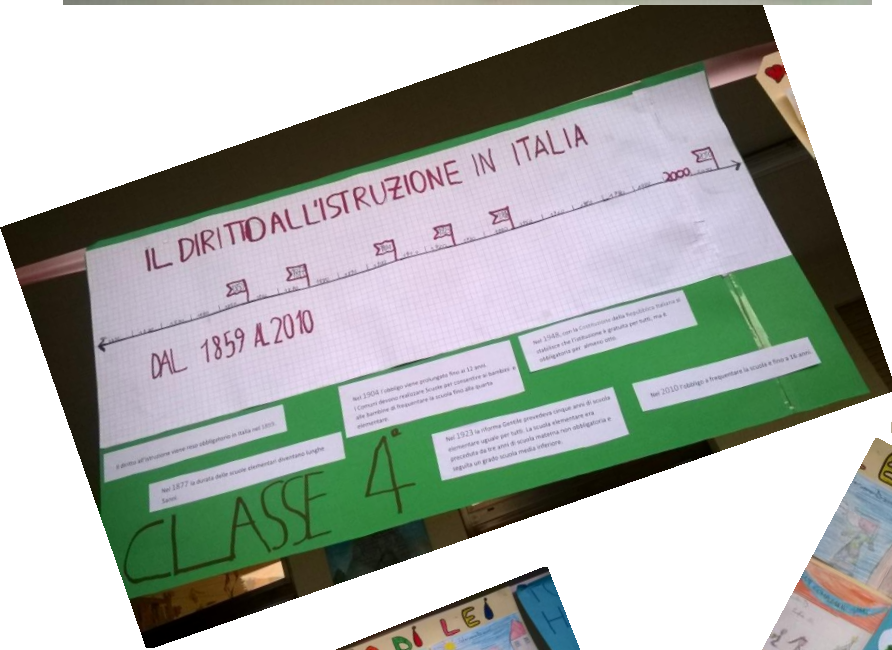 IL DIRITTO ALL'ISTRUZIONE IN ITALIA
2000
DAL 1859 AL 2010
Il diritto all'istruzione viene reso obbligatorio in Italia nel 1859.
Nel 1877 la durata delle scuole elementari diventano lunghe
5anni.
Nel 1904 l'obbligo viene prolungato fino ai 12 anni.
I Comuni devono realizzare Scuole per consentire ai bambini e
alle bambine di frequentare la scuola fino alla quarta
elementare.
Nel 1923 la riforma Gentile prevedeva cinque anni di scuola
elementare uguale per tutti. La scuola elementare era
preceduta da tre anni di scuola materna non obbligatoria e
seguita un grado scuola media inferiore.
Nel 1948, con la Costituzione della Repubblica Italiana si
stabilisce che l'istituzione è gratuita per tutti, ma è
obbligatoria per almeno otto.
Nel 2010 l'obbligo a frequentare la scuola è fino a 16 anni.
CLASSE 4ª
DI LEI